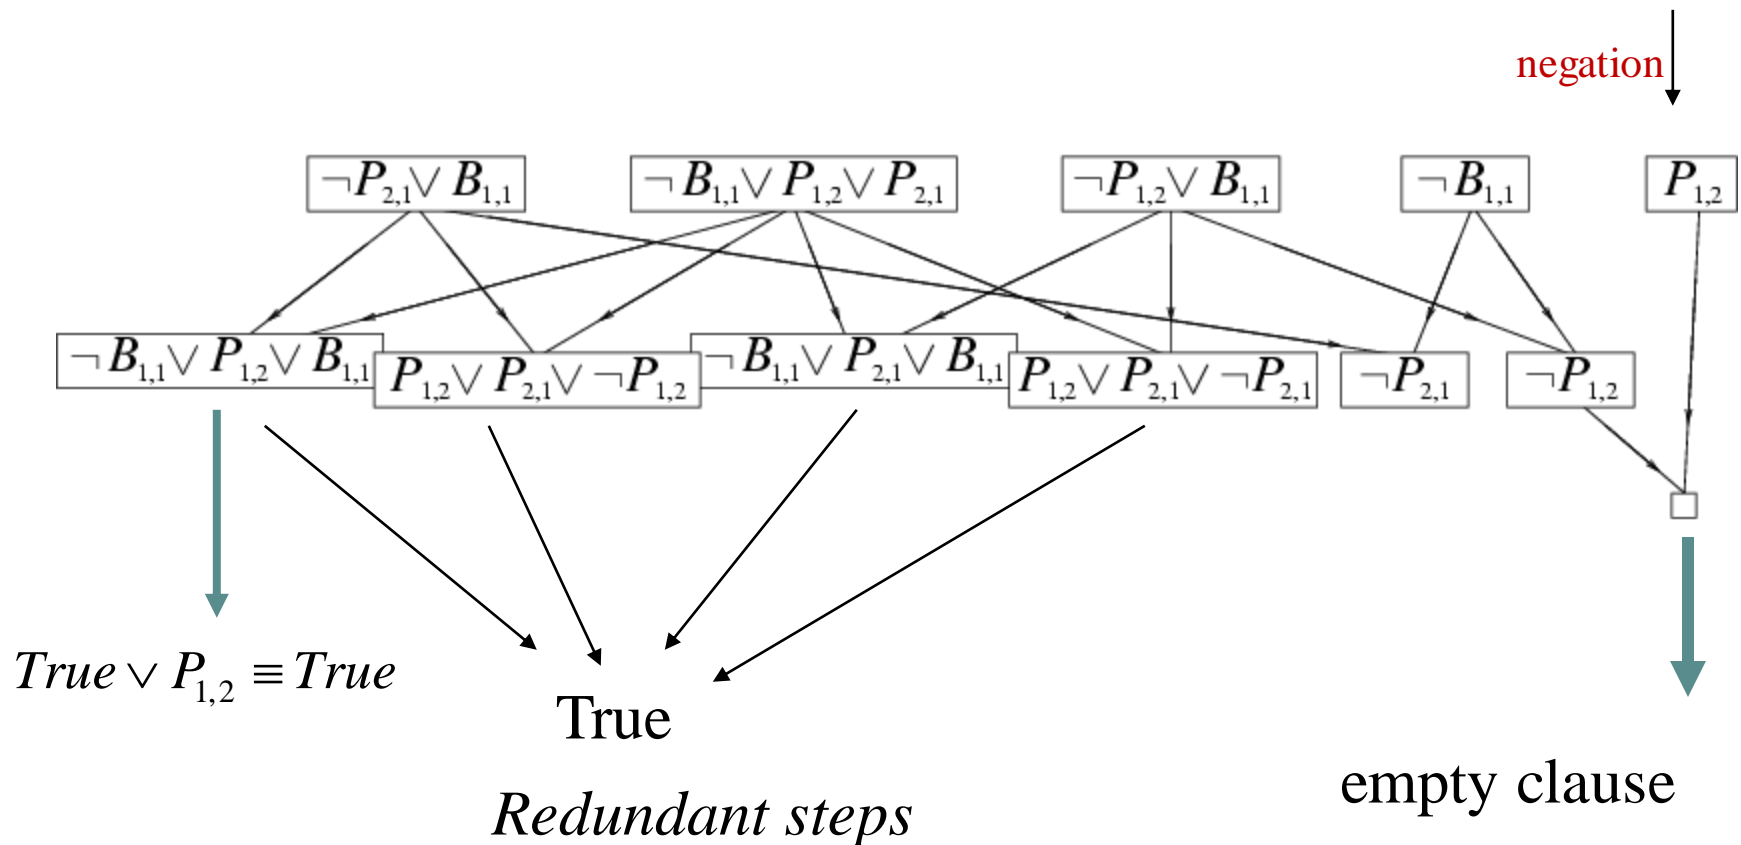 negation
¬P2,1 ∨ B1,1
¬B1,1 ∨ P1,2 ∨ P2,1
¬P1,2 ∨ B1,1
¬B1,1
P1,2
¬B1,1 ∨ P1,2 ∨ B1,1
P1,2 ∨ P2,1 ∨ ¬P1,2
¬B1,1 ∨ P2,1 ∨ B1,1
P1,2 ∨ P2,1 ∨ ¬P2,1
¬P2,1
¬P1,2
True ∨ P1,2 ≡ True
True
Redundant steps
empty clause